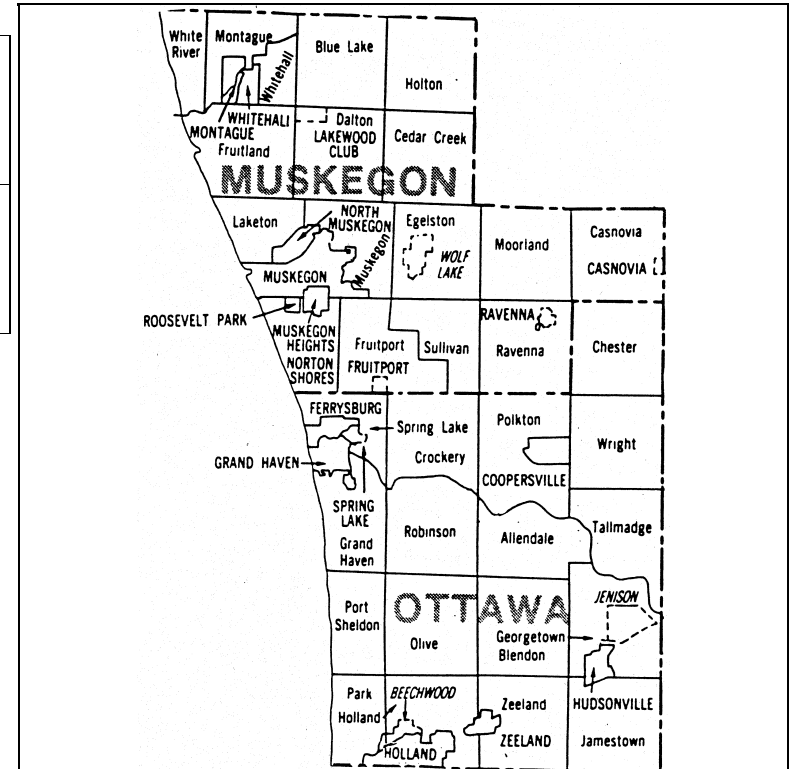 White
River
Montague
Whitehall
Blue Lake
Holton
WHITEHALL
MONTAGUE
Fruitland
Dalton
LAKEWOOD
CLUB
Cedar Creek
MUSKEGON
Laketon
NORTH
MUSKEGON
Muskegon
Egelston
WOLF
LAKE
Moorland
Casnovia
CASNOVIA
MUSKEGON
ROOSEVELT PARK
MUSKEGON
HEIGHTS
NORTON
SHORES
Fruitport
FRUITPORT
Sullivan
RAVENNA
Ravenna
Chester
FERRYSBURG
Spring Lake
Crockery
Polkton
COOPERSVILLE
Wright
GRAND HAVEN
SPRING
LAKE
Grand
Haven
Robinson
Allendale
Tallmadge
Port
Sheldon
OTTAWA
Olive
Georgetown
Blendon
JENISON
Park
Holland
BEECHWOOD
HOLLAND
Zeeland
ZEELAND
HUDSONVILLE
Jamestown